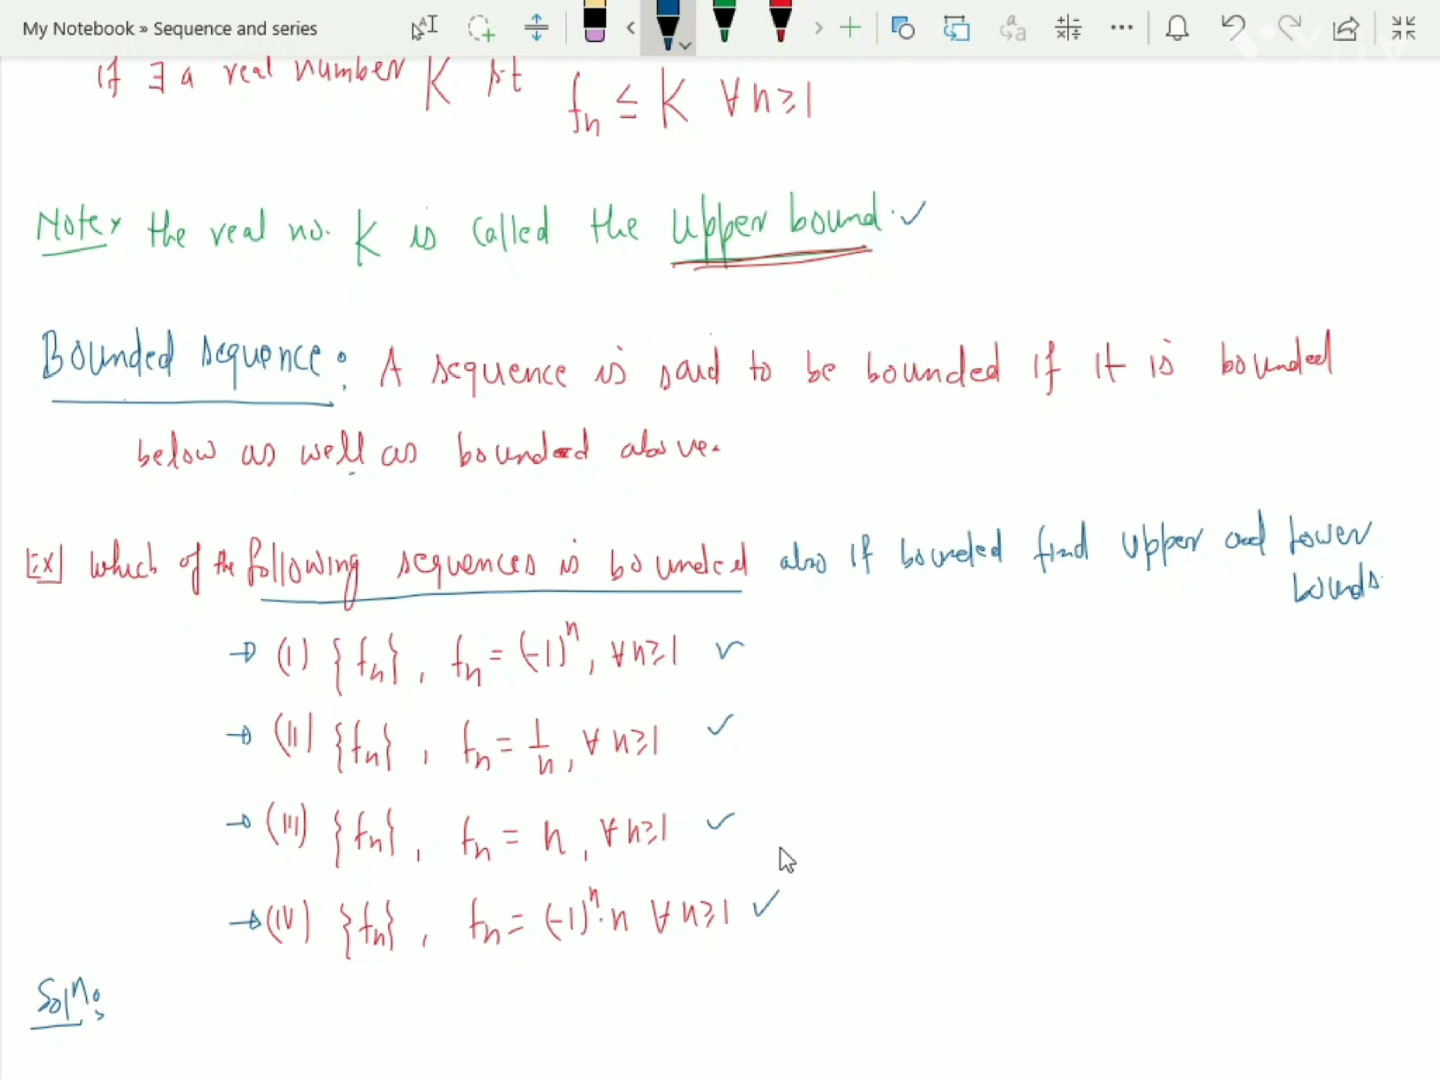 My Notebook » Sequence and series
if ∃ a real number K s.t fₙ ≤ K ∀ n ≥ 1
Note: the real no. K is called the upper bound. ✓
Bounded sequence: A sequence is said to be bounded if it is bounded
below as well as bounded above.
Ex] which of the following sequences is bounded also if bounded find upper and lower
bounds.
→ (I) {fₙ}, fₙ = (-1)ⁿ, ∀ n ≥ 1 ✓
→ (II) {fₙ}, fₙ = 1/n, ∀ n ≥ 1 ✓
→ (III) {fₙ}, fₙ = n, ∀ n ≥ 1 ✓
→ (IV) {fₙ}, fₙ = (-1)ⁿ·n ∀ n ≥ 1 ✓
Solⁿ: